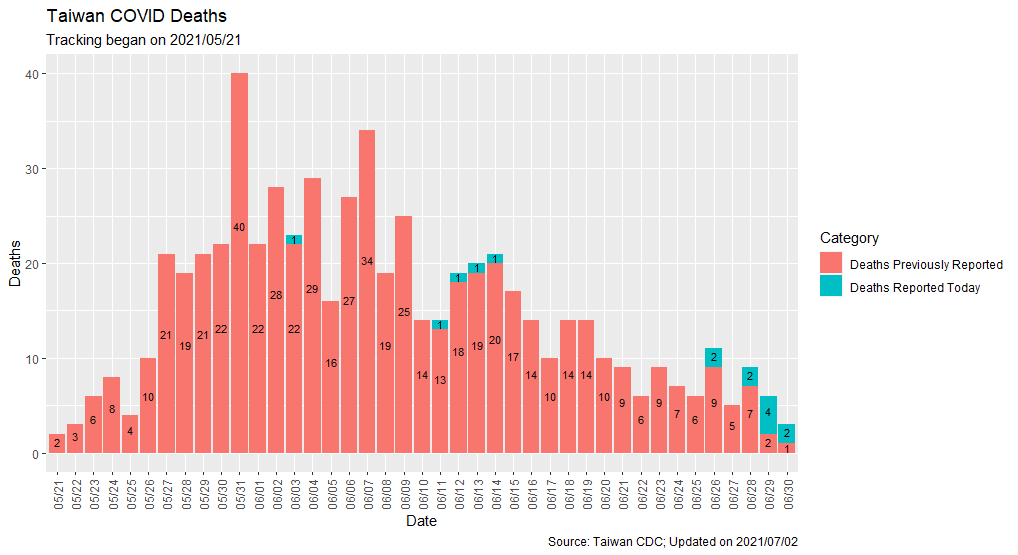 Taiwan COVID Deaths
Tracking began on 2021/05/21
40
30
20
10
0
Deaths
2 3 6 8 4 10 21 19 21 22 40 22 28 1 22 29 16 27 34 19 25 14 1 13 1 18 1 19 1 20 17 14 10 14 14 10 9 6 9 7 6 2 9 5 2 7 4 2 2 1
05/21 05/22 05/23 05/24 05/25 05/26 05/27 05/28 05/29 05/30 05/31 06/01 06/02 06/03 06/04 06/05 06/06 06/07 06/08 06/09 06/10 06/11 06/12 06/13 06/14 06/15 06/16 06/17 06/18 06/19 06/20 06/21 06/22 06/23 06/24 06/25 06/26 06/27 06/28 06/29 06/30
Date
Category
Deaths Previously Reported
Deaths Reported Today
Source: Taiwan CDC; Updated on 2021/07/02